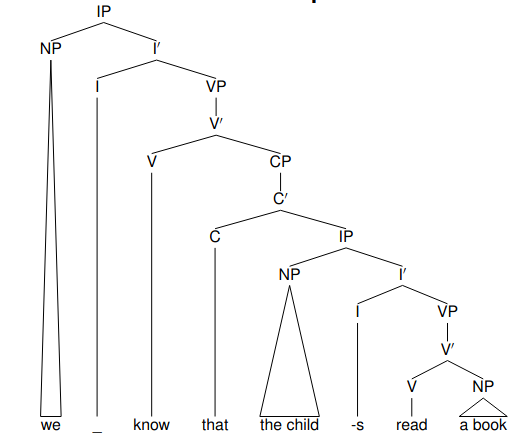 IP
NP I′
I VP
V′
V CP
C′
C IP
NP I′
I VP
V′
V NP
we _ know that the child -s read a book